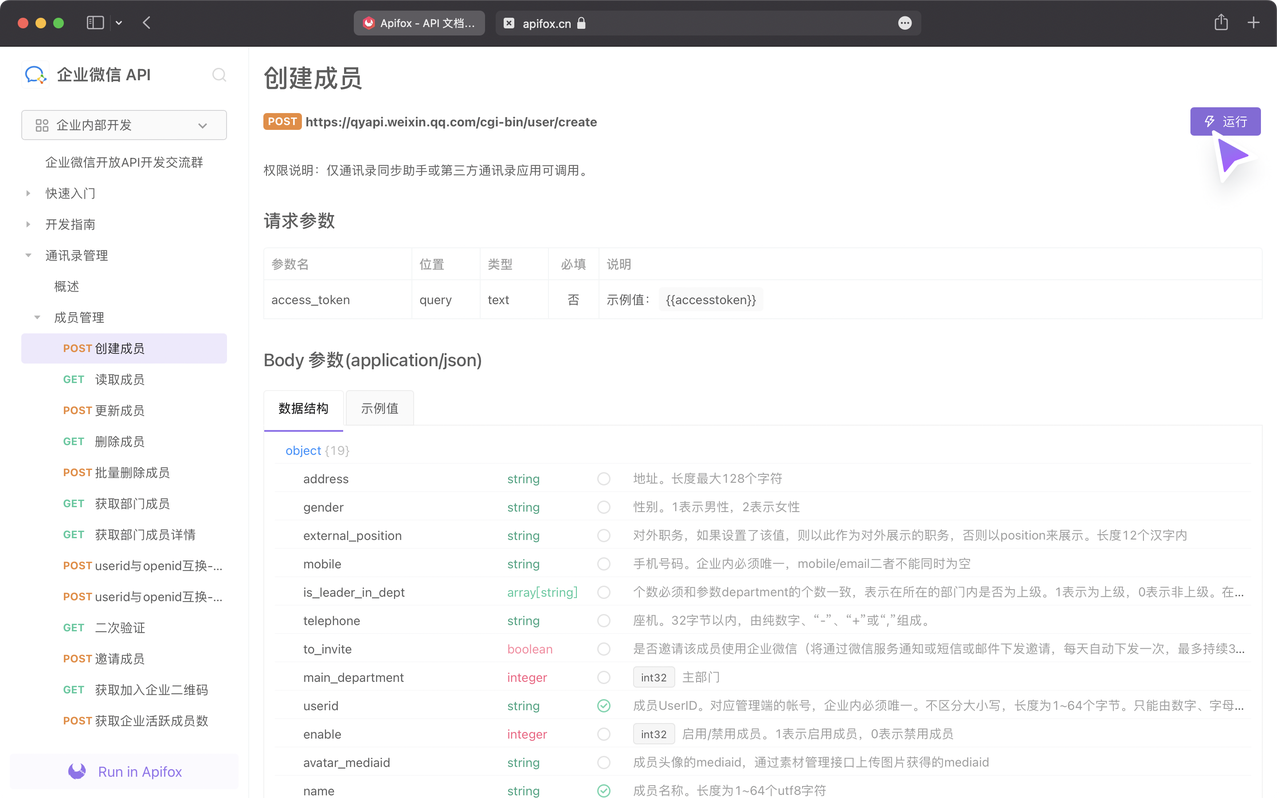 Apifox - API 文档...
apifox.cn
企业微信 API
企业内部开发
企业微信开放API开发交流群
快速入门
开发指南
通讯录管理
概述
成员管理
POST 创建成员
GET 读取成员
POST 更新成员
GET 删除成员
POST 批量删除成员
GET 获取部门成员
GET 获取部门成员详情
POST userid与openid互换-...
POST userid与openid互换-...
GET 二次验证
POST 邀请成员
GET 获取加入企业二维码
POST 获取企业活跃成员数
Run in Apifox
创建成员
POST https://qyapi.weixin.qq.com/cgi-bin/user/create
运行
权限说明：仅通讯录同步助手或第三方通讯录应用可调用。
请求参数
参数名 位置 类型 必填 说明
access_token query text 否 示例值： {{accesstoken}}
Body 参数(application/json)
数据结构 示例值
object {19}
address string 地址。长度最大128个字符
gender string 性别。1表示男性，2表示女性
external_position string 对外职务，如果设置了该值，则以此作为对外展示的职务，否则以position来展示。长度12个汉字内
mobile string 手机号码。企业内必须唯一，mobile/email二者不能同时为空
is_leader_in_dept array[string] 个数必须和参数department的个数一致，表示在所在的部门内是否为上级。1表示为上级，0表示非上级。在...
telephone string 座机。32字节以内，由纯数字、“-”、“+”或“,”组成。
to_invite boolean 是否邀请该成员使用企业微信（将通过微信服务通知或短信或邮件下发邀请，每天自动下发一次，最多持续3...
main_department integer int32 主部门
userid string 成员UserID。对应管理端的帐号，企业内必须唯一。不区分大小写，长度为1~64个字节。只能由数字、字母...
enable integer int32 启用/禁用成员。1表示启用成员，0表示禁用成员
avatar_mediaid string 成员头像的mediaid，通过素材管理接口上传图片获得的mediaid
name string 成员名称。长度为1~64个utf8字符